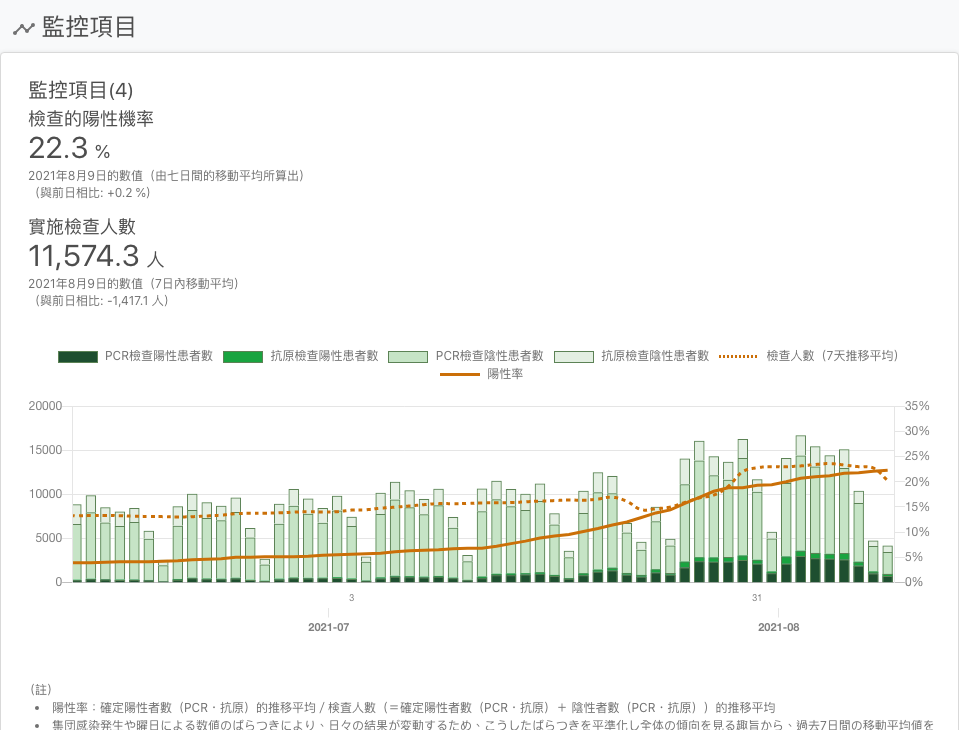 監控項目
監控項目(4)
檢查的陽性機率
22.3 %
2021年8月9日的數值（由七日間的移動平均所算出）
（與前日相比: +0.2 %）
實施檢查人數
11,574.3 人
2021年8月9日的數值（7日內移動平均）
（與前日相比: -1,417.1 人）
PCR檢查陽性患者數 抗原檢查陽性患者數 PCR檢查陰性患者數 抗原檢查陰性患者數 檢查人數（7天推移平均）
陽性率
20000 35%
30%
15000 25%
20%
10000 15%
5000 10%
5%
0 0%
3 31
2021-07 2021-08
（註）
• 陽性率：確定陽性者數（PCR・抗原）的推移平均 / 検査人數（＝確定陽性者數（PCR・抗原）＋ 陰性者數（PCR・抗原））的推移平均
• 集団感染発生や曜日による数値のばらつきにより、日々の結果が変動するため、こうしたばらつきを平準化し全体の傾向を見る趣旨から、過去7日間の移動平均値を